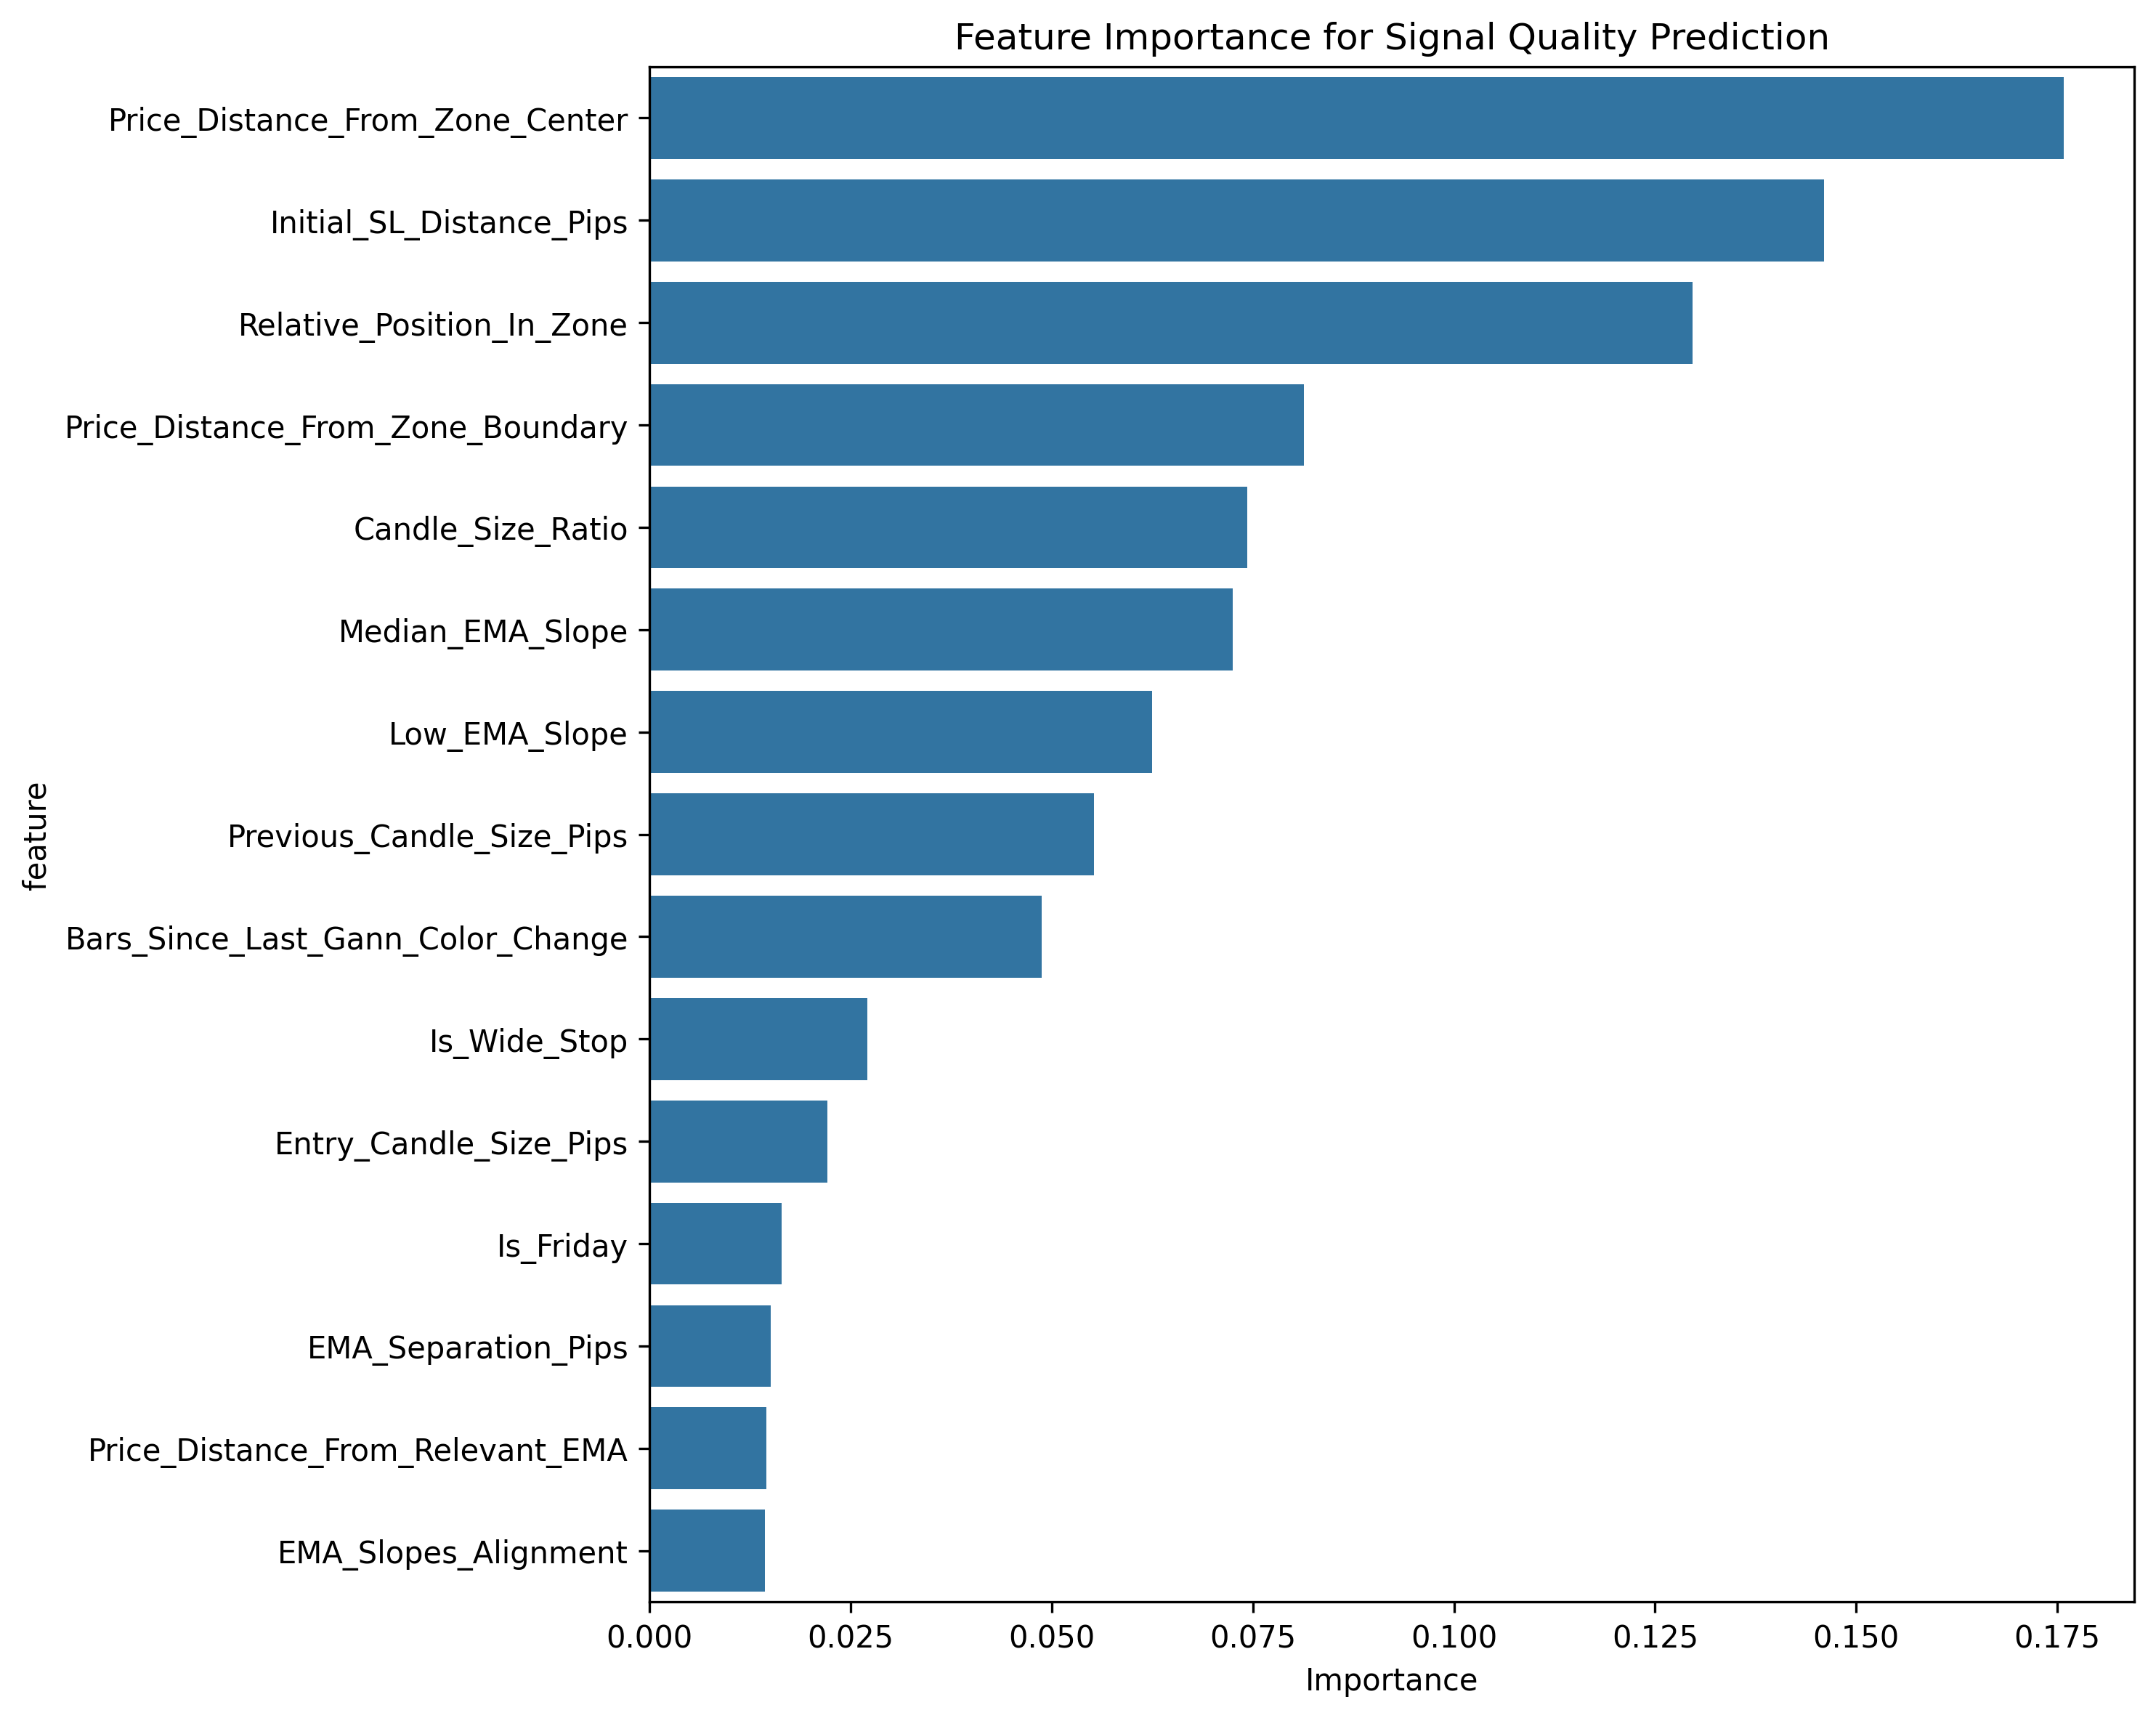 Feature Importance for Signal Quality Prediction
Price_Distance_From_Zone_Center
Initial_SL_Distance_Pips
Relative_Position_In_Zone
Price_Distance_From_Zone_Boundary
Candle_Size_Ratio
Median_EMA_Slope
Low_EMA_Slope
Previous_Candle_Size_Pips
Bars_Since_Last_Gann_Color_Change
Is_Wide_Stop
Entry_Candle_Size_Pips
Is_Friday
EMA_Separation_Pips
Price_Distance_From_Relevant_EMA
EMA_Slopes_Alignment
feature
0.000 0.025 0.050 0.075 0.100 0.125 0.150 0.175
Importance